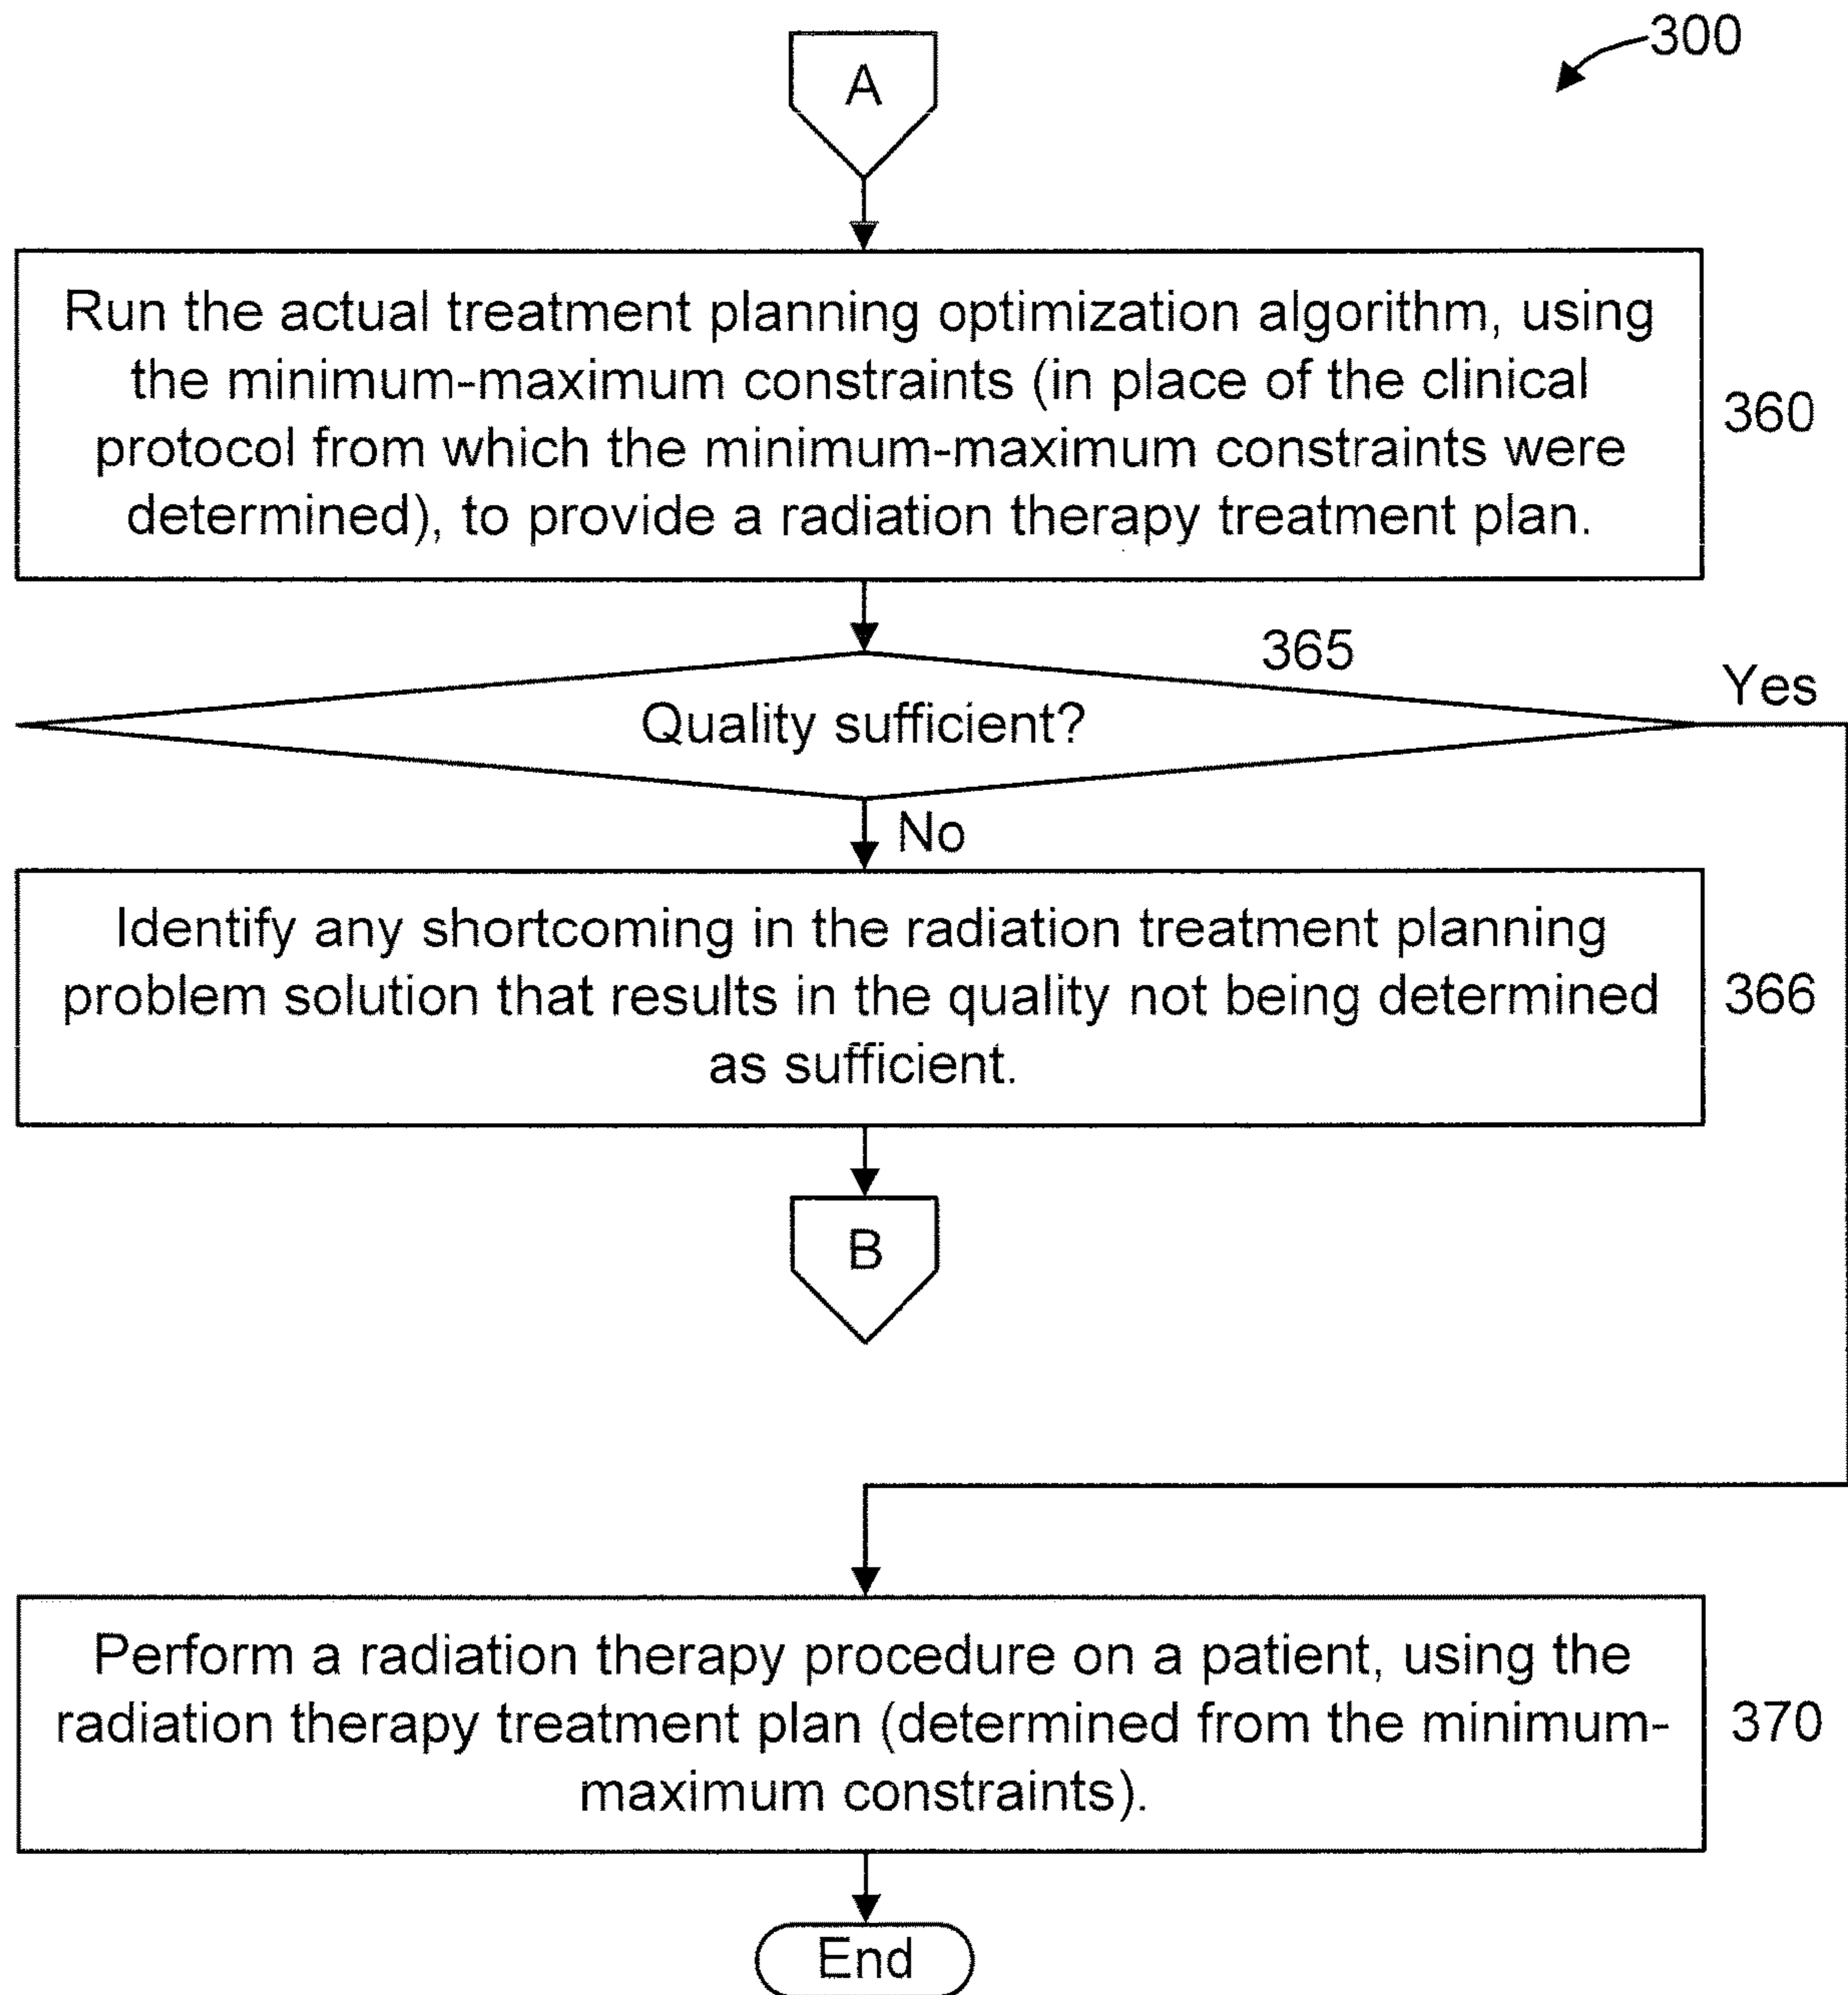 300
A
Run the actual treatment planning optimization algorithm, using
the minimum-maximum constraints (in place of the clinical
protocol from which the minimum-maximum constraints were
determined), to provide a radiation therapy treatment plan.
360
365
Yes
Quality sufficient?
No
Identify any shortcoming in the radiation treatment planning
problem solution that results in the quality not being determined
as sufficient.
366
B
Perform a radiation therapy procedure on a patient, using the
radiation therapy treatment plan (determined from the minimum-
maximum constraints).
370
End